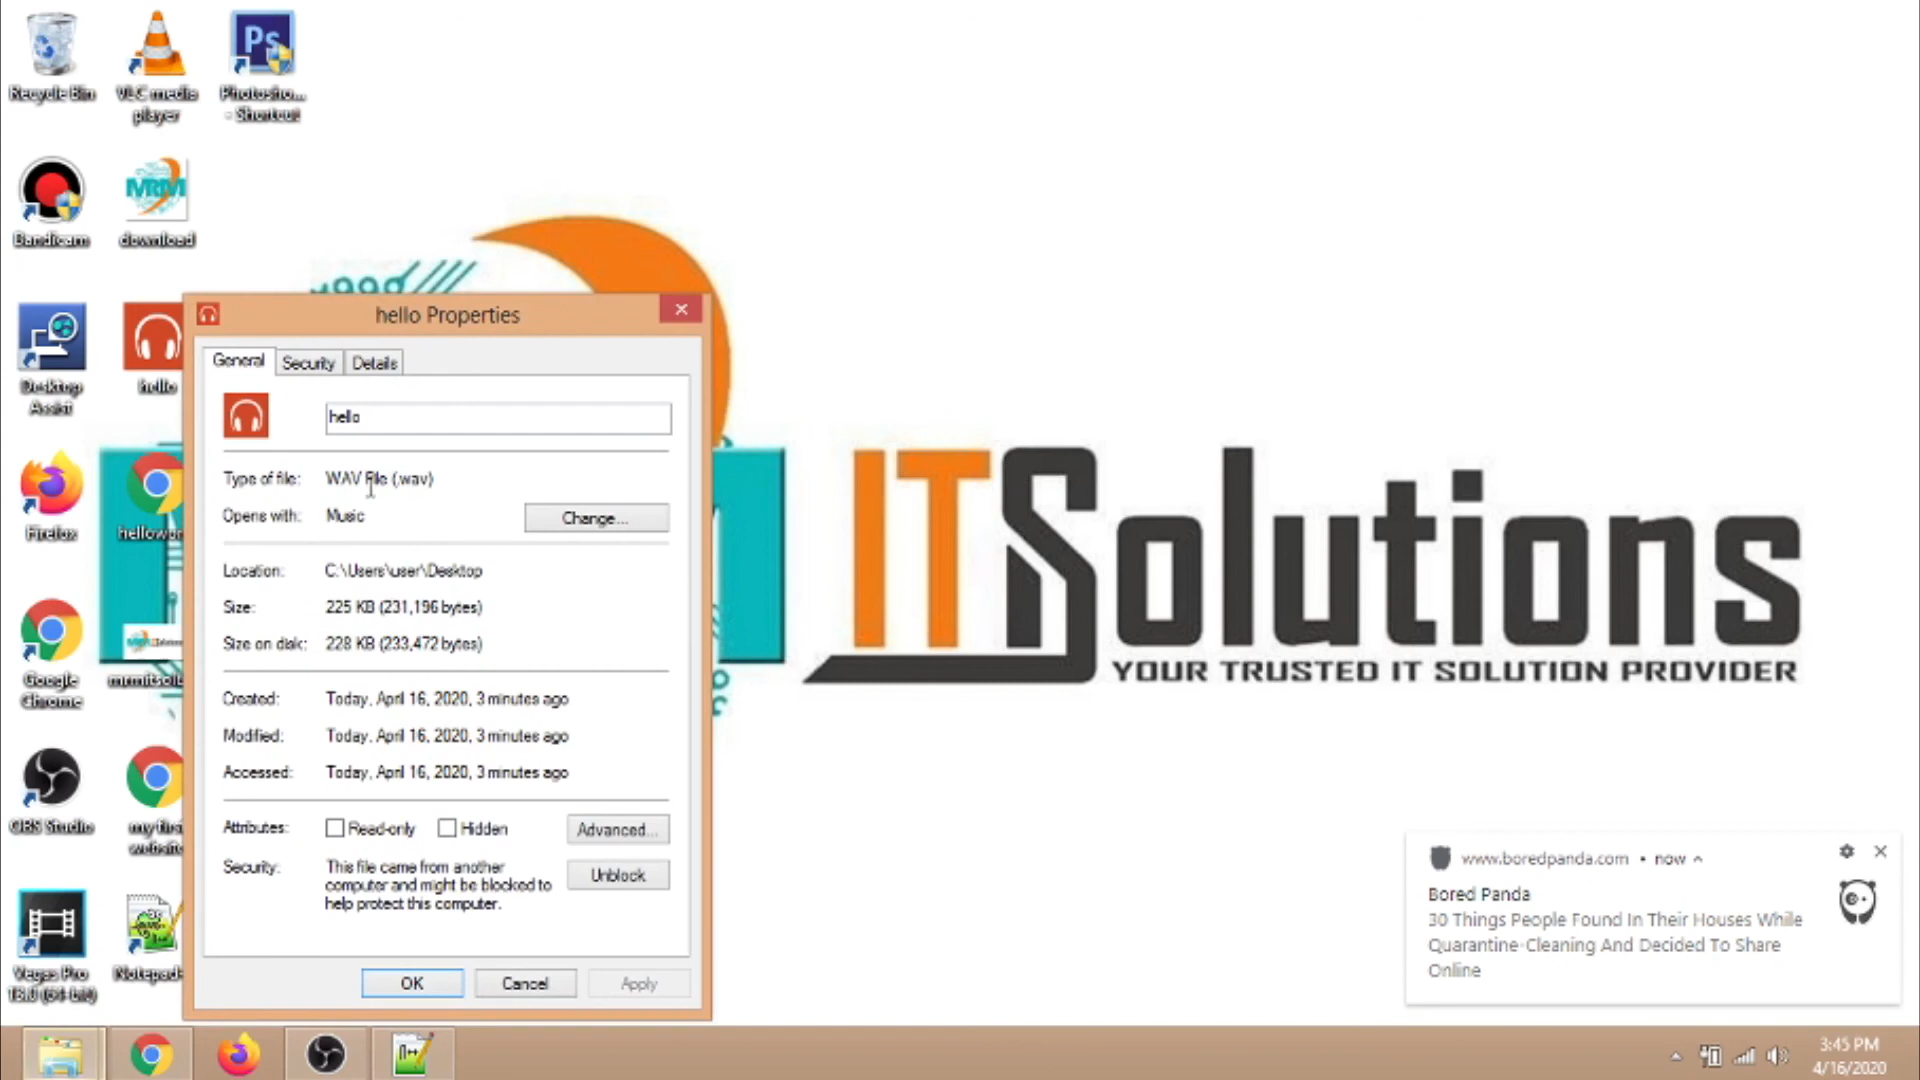 Recycle Bin
VLC media
player
Ps
Photosho...
- Shortcut
Bandicam
MRM
download
Desktop
Assist
hello
Firefox
Google
Chrome
OBS Studio
my first
website
Vegas Pro
Notepad
hello Properties
General
Security
Details
hello
Type of file:
WAV File (.wav)
Opens with:
Music
Change...
Location:
C:\Users\user\Desktop
Size:
225 KB (231,196 bytes)
Size on disk:
228 KB (233,472 bytes)
Created:
Today, April 16, 2020, 3 minutes ago
Modified:
Today, April 16, 2020, 3 minutes ago
Accessed:
Today, April 16, 2020, 3 minutes ago
Attributes:
Read-only
Hidden
Advanced...
Security:
This file came from another
computer and might be blocked to
help protect this computer.
Unblock
OK
Cancel
Apply
ITSolutions
YOUR TRUSTED IT SOLUTION PROVIDER
www.boredpanda.com • now
Bored Panda
30 Things People Found In Their Houses While
Quarantine-Cleaning And Decided To Share
Online
3:45 PM
4/16/2020